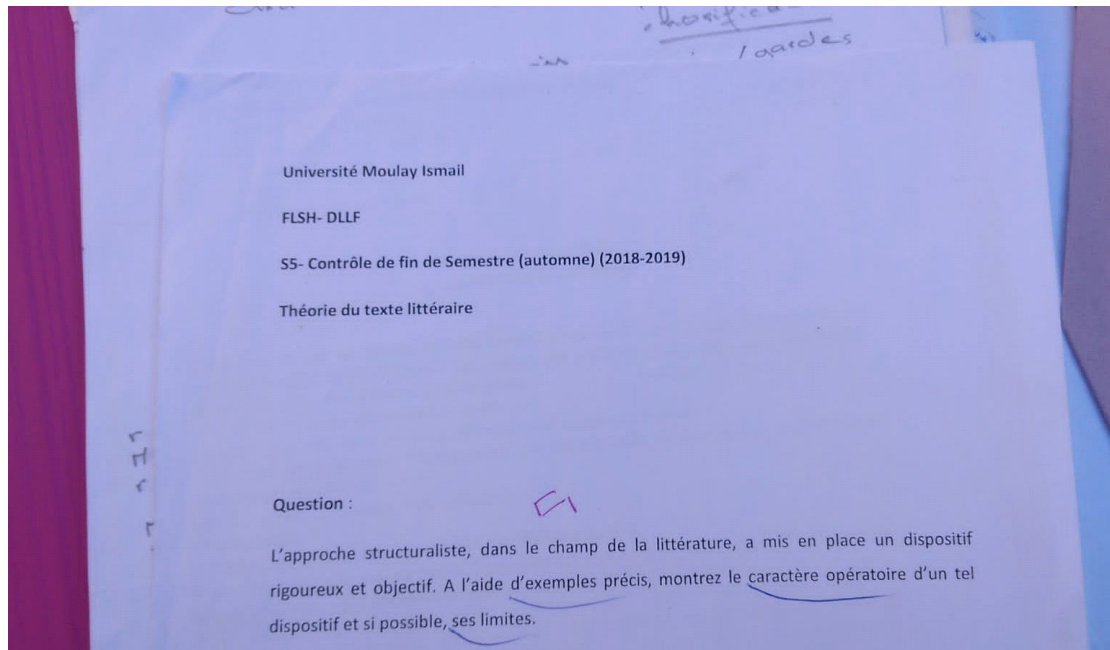 Université Moulay Ismail
FLSH- DLLF
S5- Contrôle de fin de Semestre (automne) (2018-2019)
Théorie du texte littéraire
Question :
L'approche structuraliste, dans le champ de la littérature, a mis en place un dispositif
rigoureux et objectif. A l'aide d'exemples précis, montrez le caractère opératoire d'un tel
dispositif et si possible, ses limites.